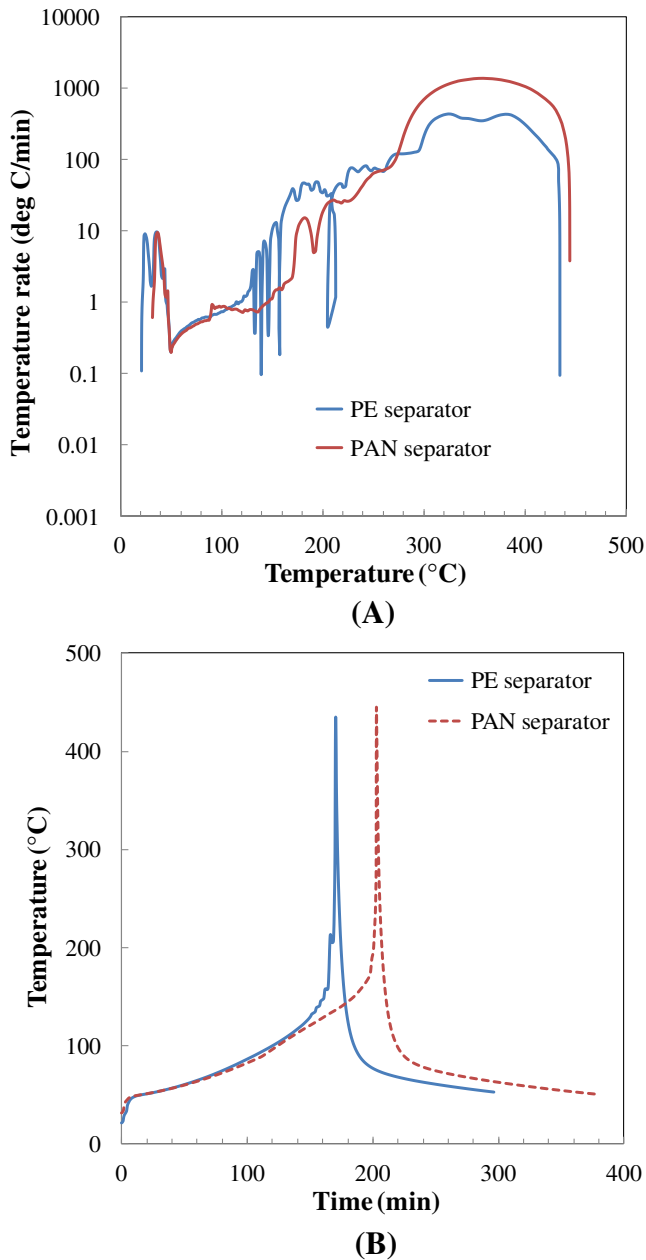 Temperature rate (deg C/min)
10000
1000
100
10
1
0.1
0.01
0.001
PE separator
PAN separator
0 100 200 300 400 500
Temperature (°C)
(A)
Temperature (°C)
500
400
300
200
100
0
PE separator
PAN separator
0 100 200 300 400
Time (min)
(B)